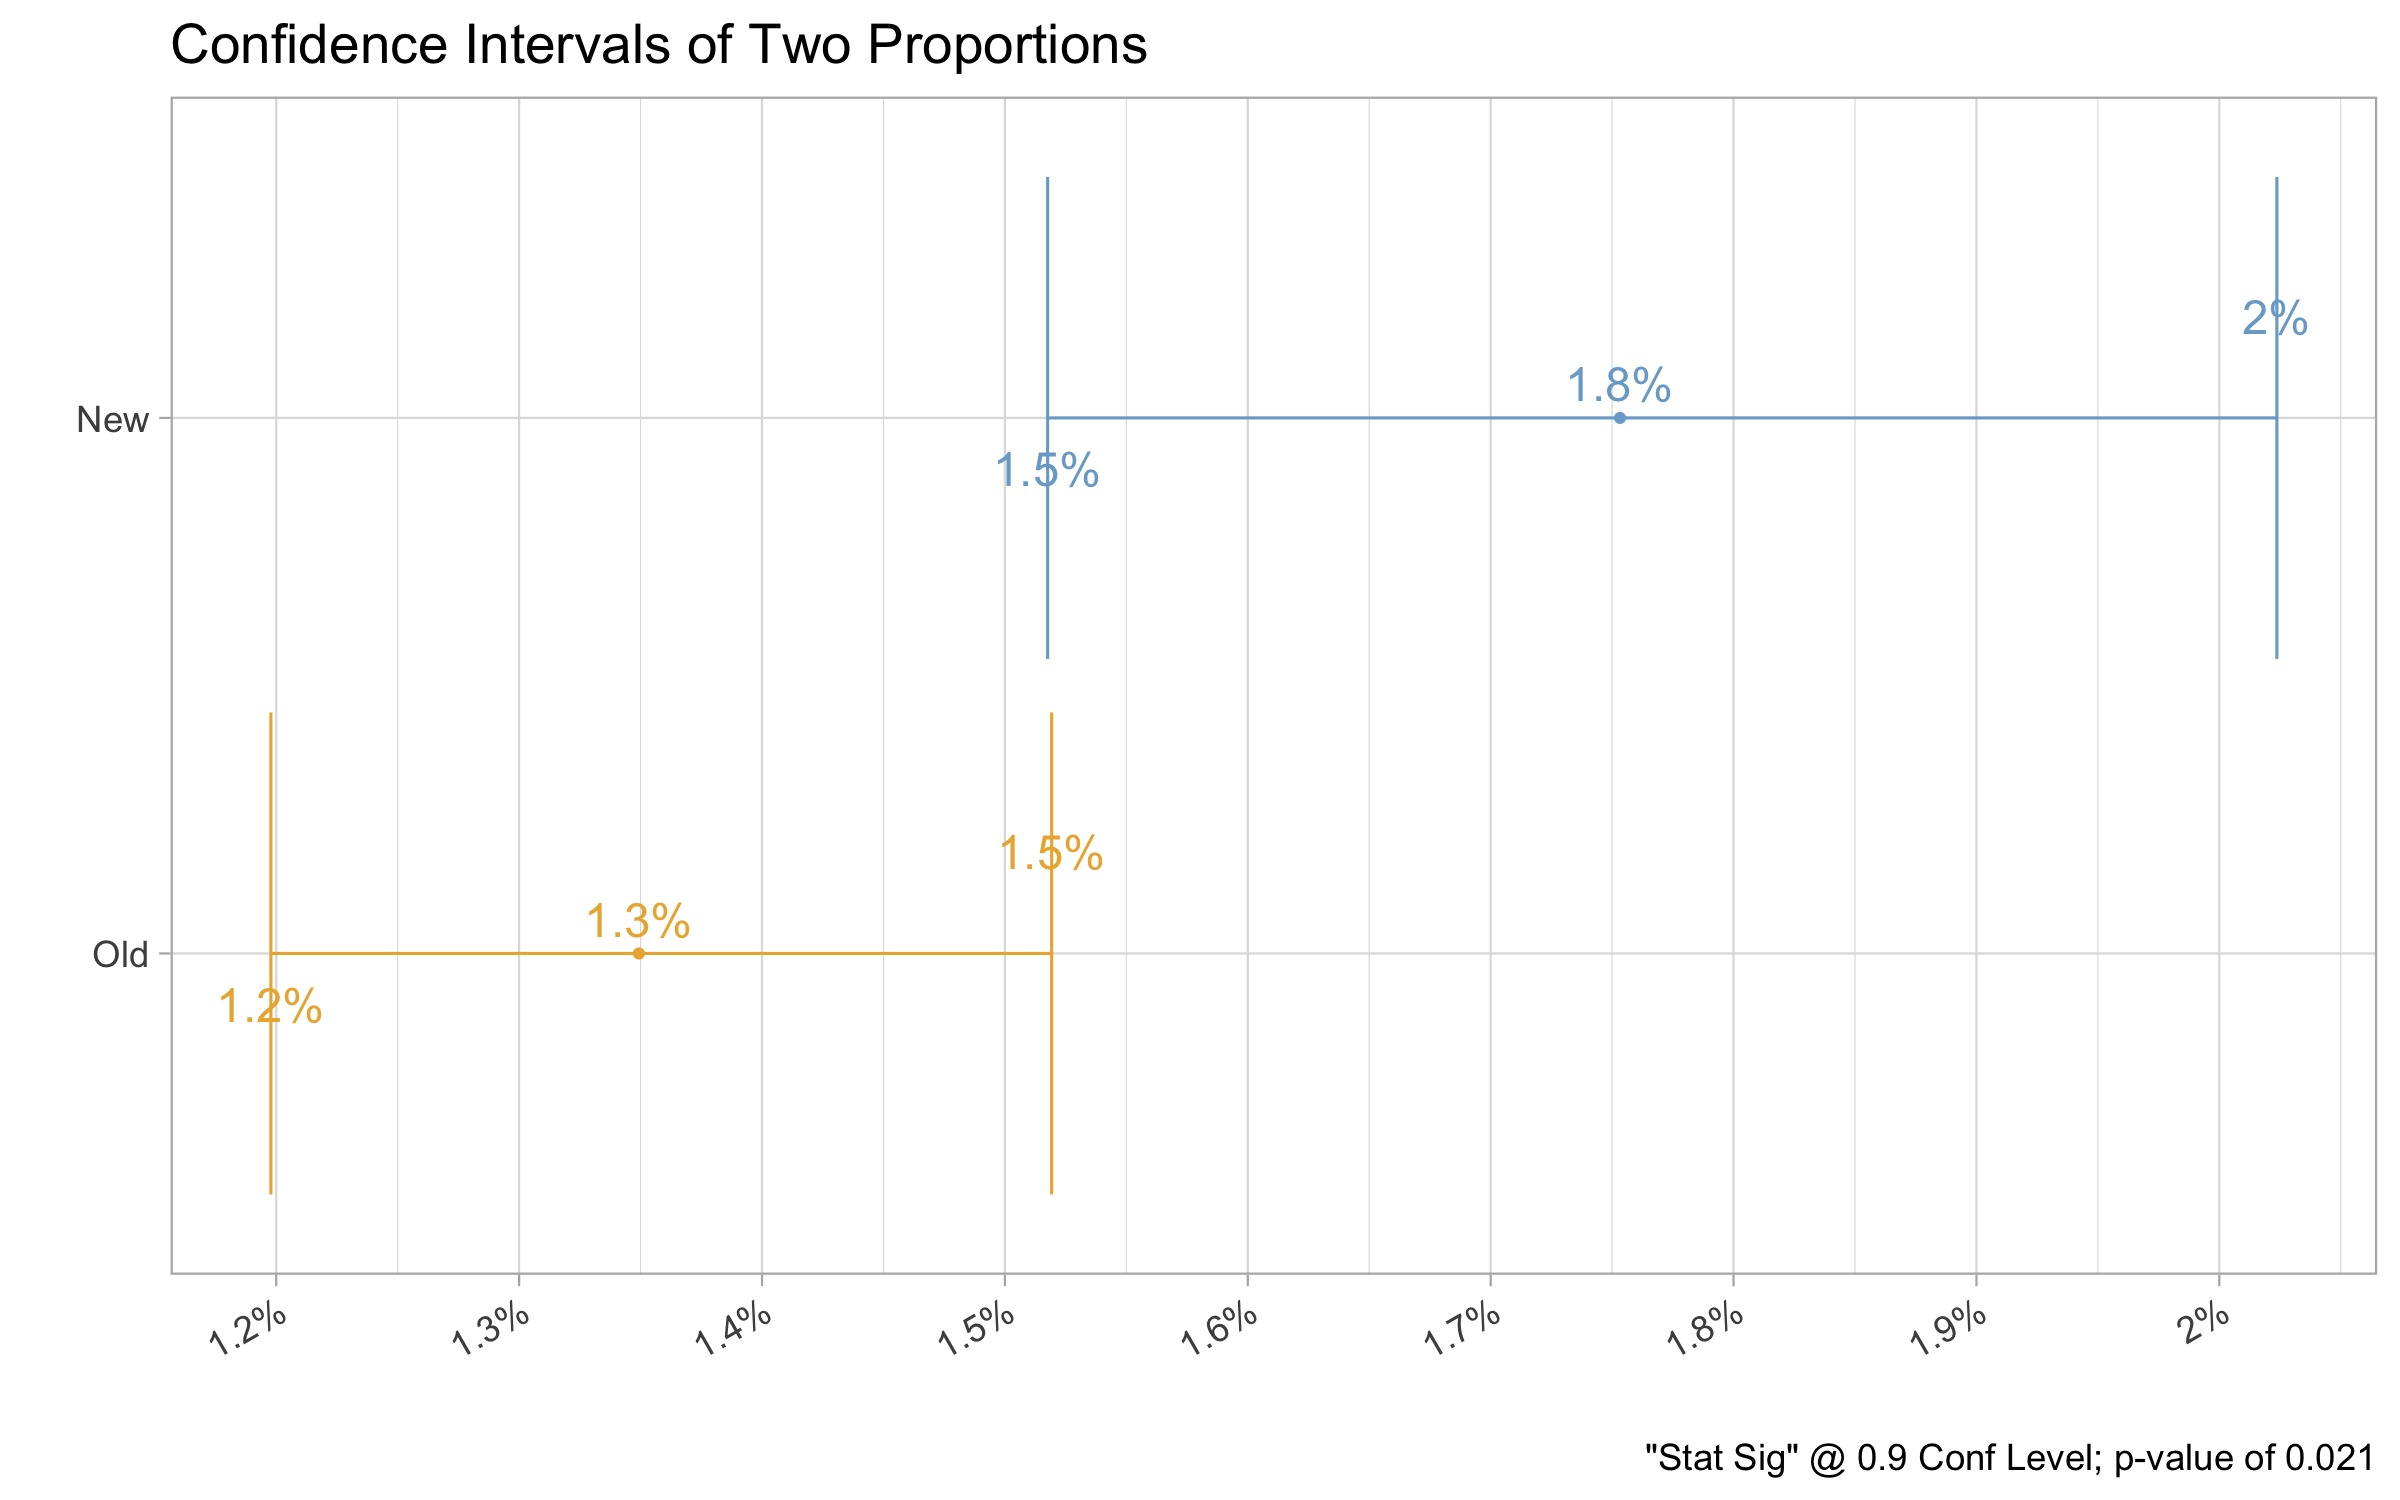 Confidence Intervals of Two Proportions
2%
1.8%
New
1.5%
1.5%
1.3%
Old
1.2%
1.2% 1.3% 1.4% 1.5% 1.6% 1.7% 1.8% 1.9% 2%
"Stat Sig" @ 0.9 Conf Level; p-value of 0.021